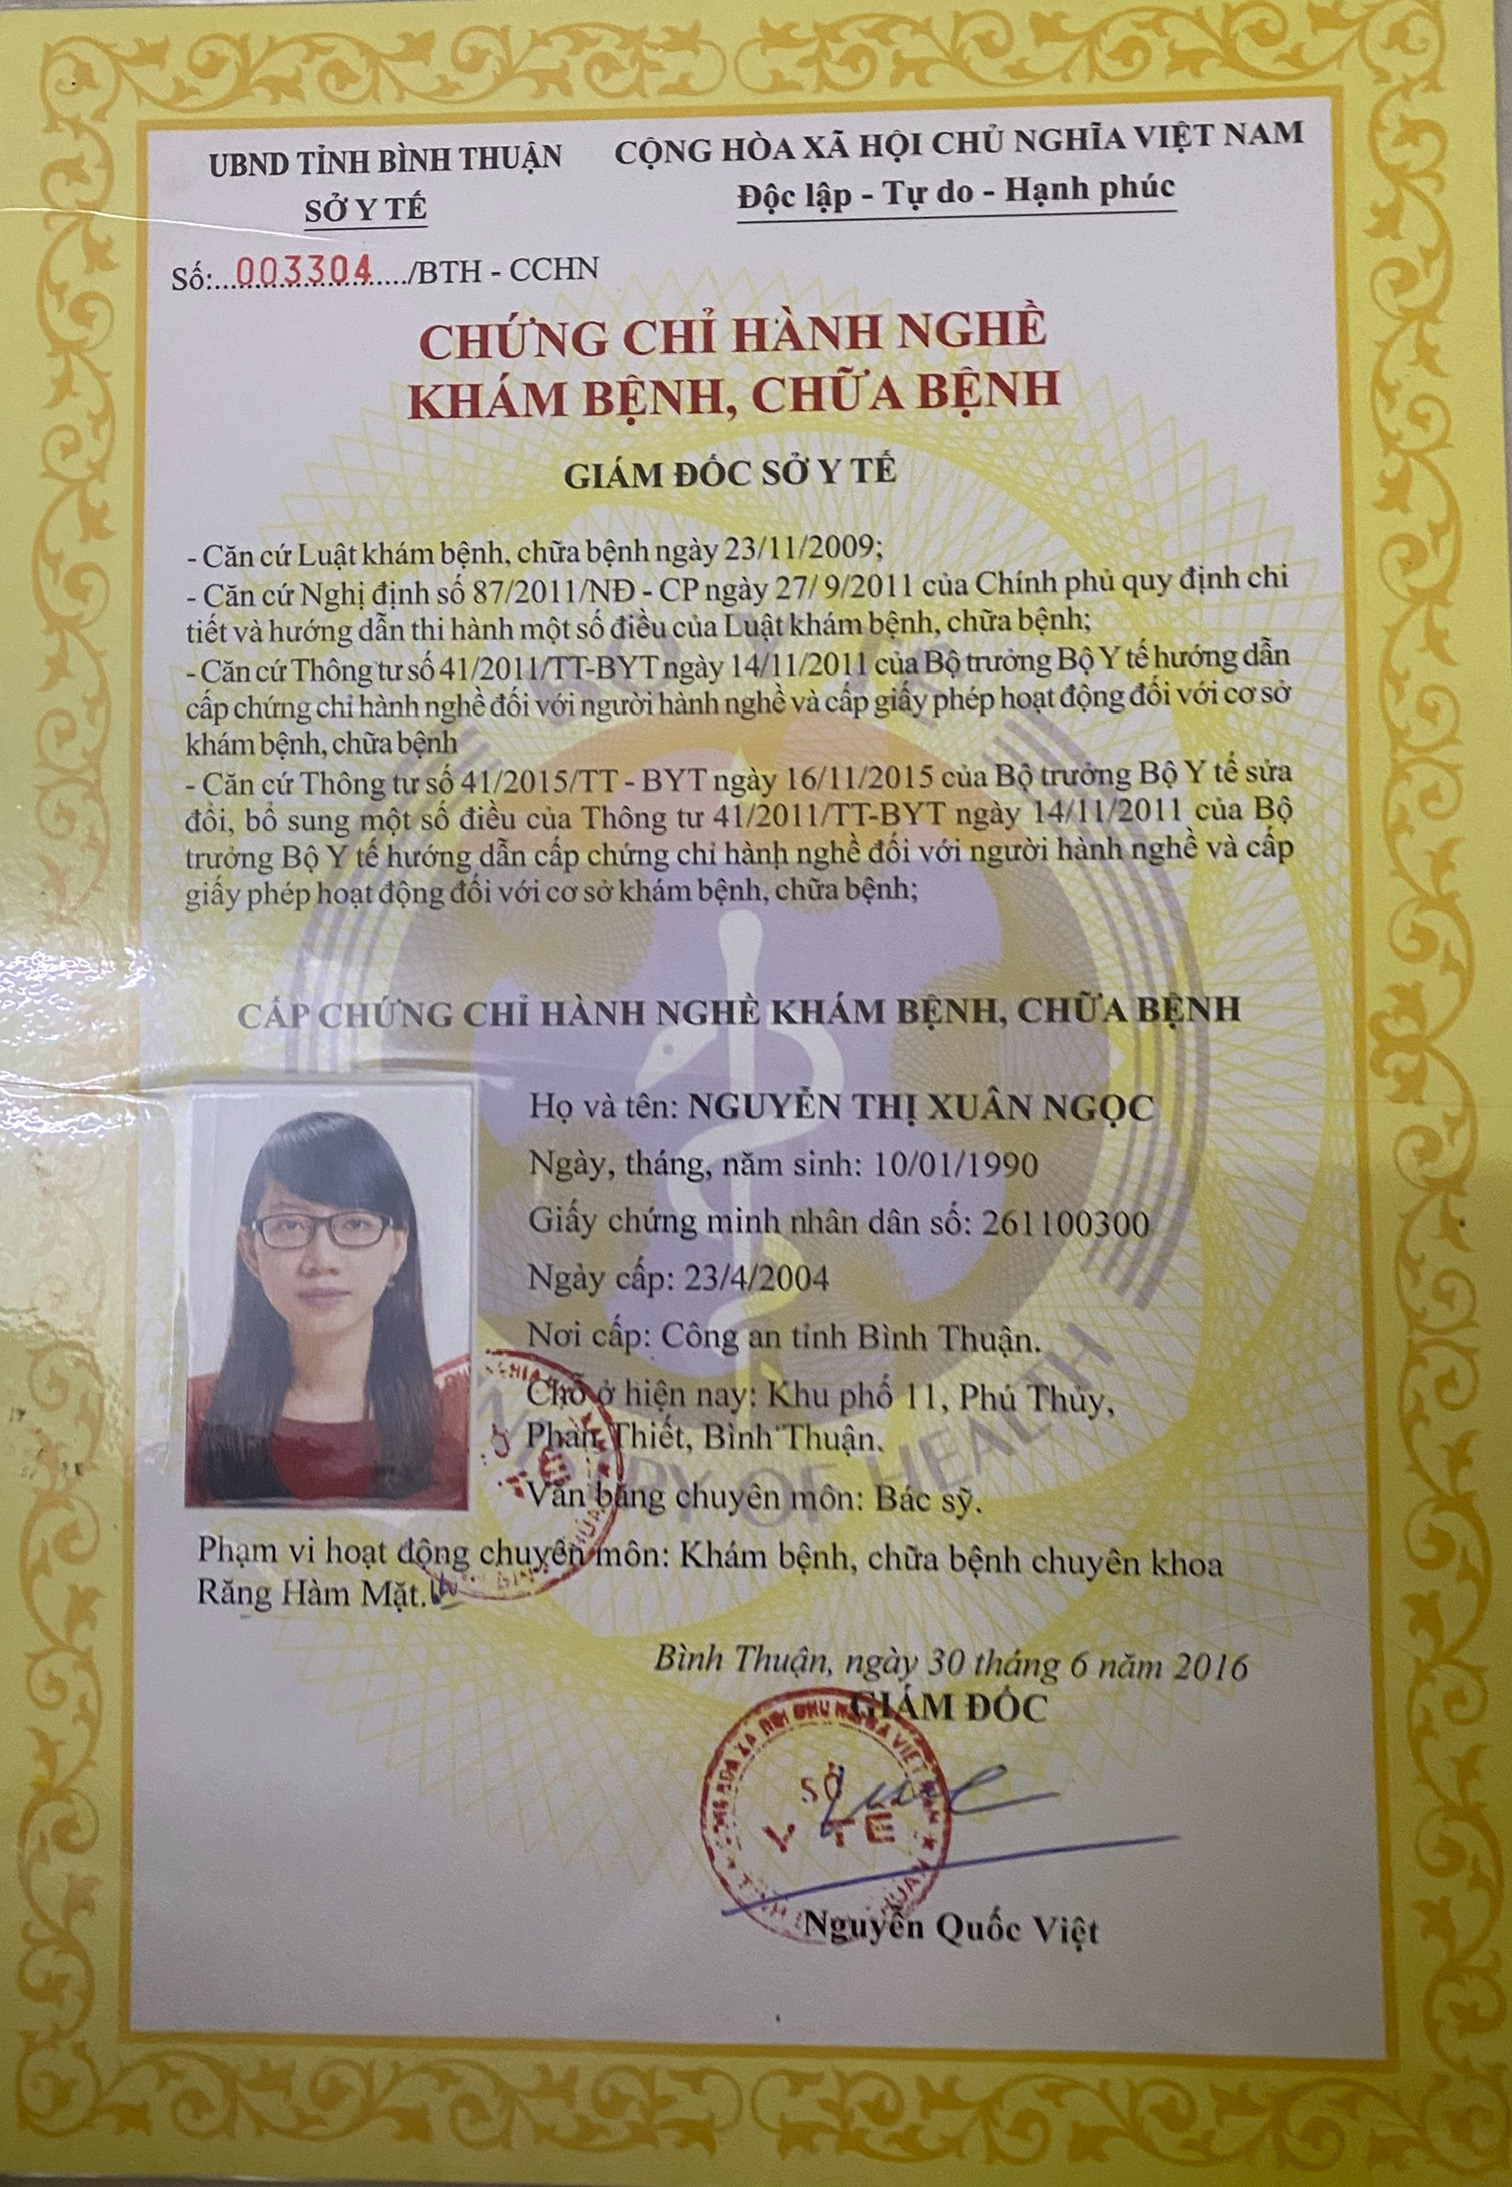 UBND TỈNH BÌNH THUẬN
SỞ Y TẾ
CỘNG HÒA XÃ HỘI CHỦ NGHĨA VIỆT NAM
Độc lập - Tự do - Hạnh phúc
Số:....003304...../BTH - CCHN
CHỨNG CHỈ HÀNH NGHỀ
KHÁM BỆNH, CHỮA BỆNH
GIÁM ĐỐC SỞ Y TẾ
- Căn cứ Luật khám bệnh, chữa bệnh ngày 23/11/2009;
- Căn cứ Nghị định số 87/2011/NĐ - CP ngày 27/ 9/2011 của Chính phủ quy định chi
tiết và hướng dẫn thi hành một số điều của Luật khám bệnh, chữa bệnh;
- Căn cứ Thông tư số 41/2011/TT-BYT ngày 14/11/2011 của Bộ trưởng Bộ Y tế hướng dẫn
cấp chứng chỉ hành nghề đối với người hành nghề và cấp giấy phép hoạt động đối với cơ sở
khám bệnh, chữa bệnh
- Căn cứ Thông tư số 41/2015/TT - BYT ngày 16/11/2015 của Bộ trưởng Bộ Y tế sửa
đổi, bổ sung một số điều của Thông tư 41/2011/TT-BYT ngày 14/11/2011 của Bộ
trưởng Bộ Y tế hướng dẫn cấp chứng chỉ hành nghề đối với người hành nghề và cấp
giấy phép hoạt động đối với cơ sở khám bệnh, chữa bệnh;
CẤP CHỨNG CHỈ HÀNH NGHỀ KHÁM BỆNH, CHỮA BỆNH
Họ và tên: NGUYỄN THỊ XUÂN NGỌC
Ngày, tháng, năm sinh: 10/01/1990
Giấy chứng minh nhân dân số: 261100300
Ngày cấp: 23/4/2004
Nơi cấp: Công an tỉnh Bình Thuận.
Chỗ ở hiện nay: Khu phố 11, Phú Thủy,
Phan Thiết, Bình Thuận.
Văn bằng chuyên môn: Bác sỹ.
OF HEALTH
Phạm vi hoạt động chuyên môn: Khám bệnh, chữa bệnh chuyên khoa
Răng Hàm Mặt.
Bình Thuận, ngày 30 tháng 6 năm 2016
GIÁM ĐỐC
SỞ
Y TẾ
Nguyễn Quốc Việt